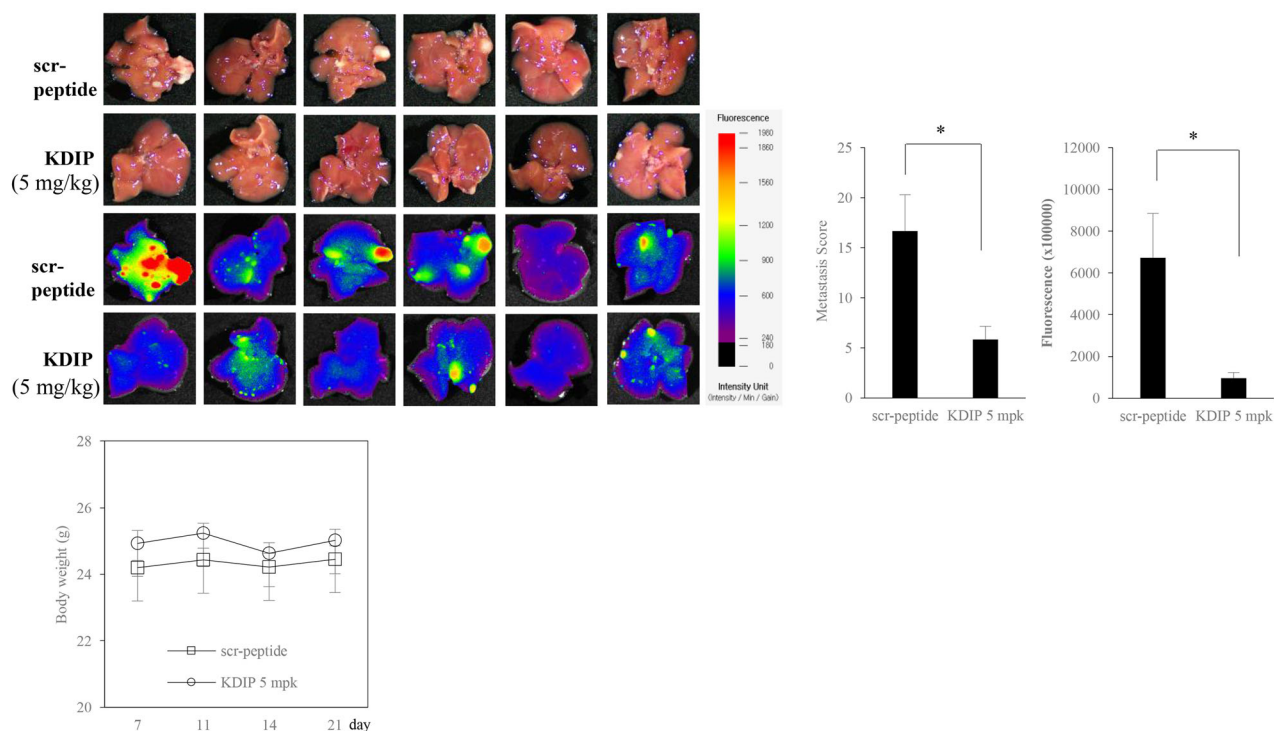 scr-
peptide
KDIP
(5 mg/kg)
scr-
peptide
KDIP
(5 mg/kg)
Fluorescence
1980
1860
1560
1200
900
600
240
180
0
Intensity Unit
(Intensity / Min / Gain)
*
Metastasis Score
25
20
15
10
5
0
scr-peptide
KDIP 5 mpk
*
Fluorescence (x100000)
12000
10000
8000
6000
4000
2000
0
scr-peptide
KDIP 5 mpk
Body weight (g)
28
26
24
22
20
scr-peptide
KDIP 5 mpk
7 11 14 21 day